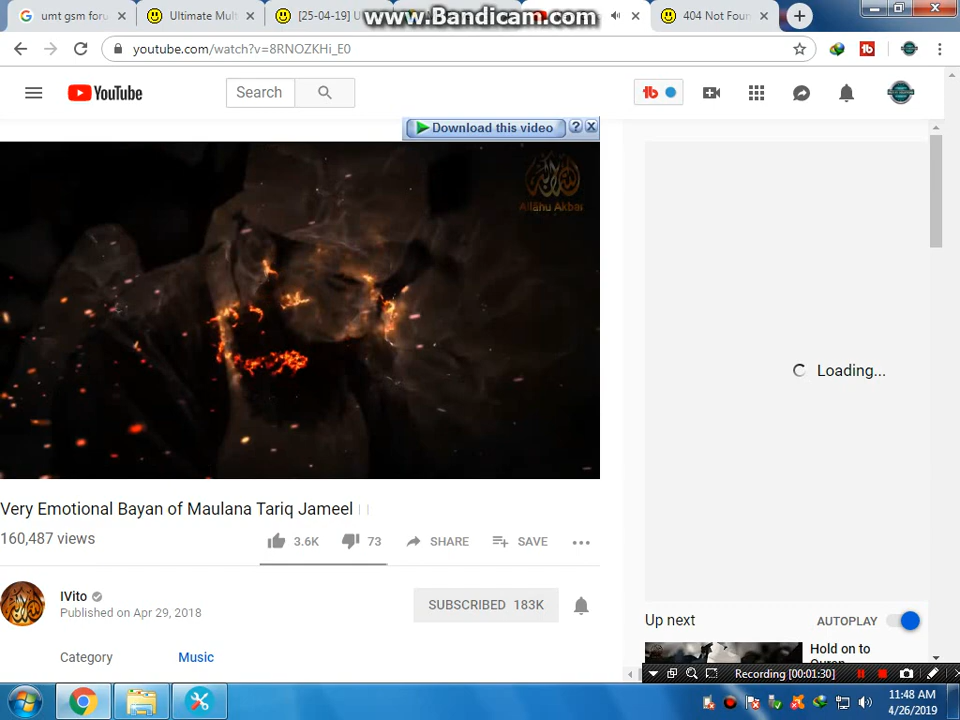 umt gsm foru
Ultimate Mult
[25-04-19] U
www.Bandicam.com
404 Not Foun
youtube.com/watch?v=8RNOZKHi_E0
YouTube
Search
Download this video
Allahu Akbar
Loading...
Very Emotional Bayan of Maulana Tariq Jameel
160,487 views
3.6K
73
SHARE
SAVE
IVito
Published on Apr 29, 2018
SUBSCRIBED 183K
Category
Music
Up next
AUTOPLAY
Hold on to
Quran
Recording [00:01:30]
11:48 AM
4/26/2019